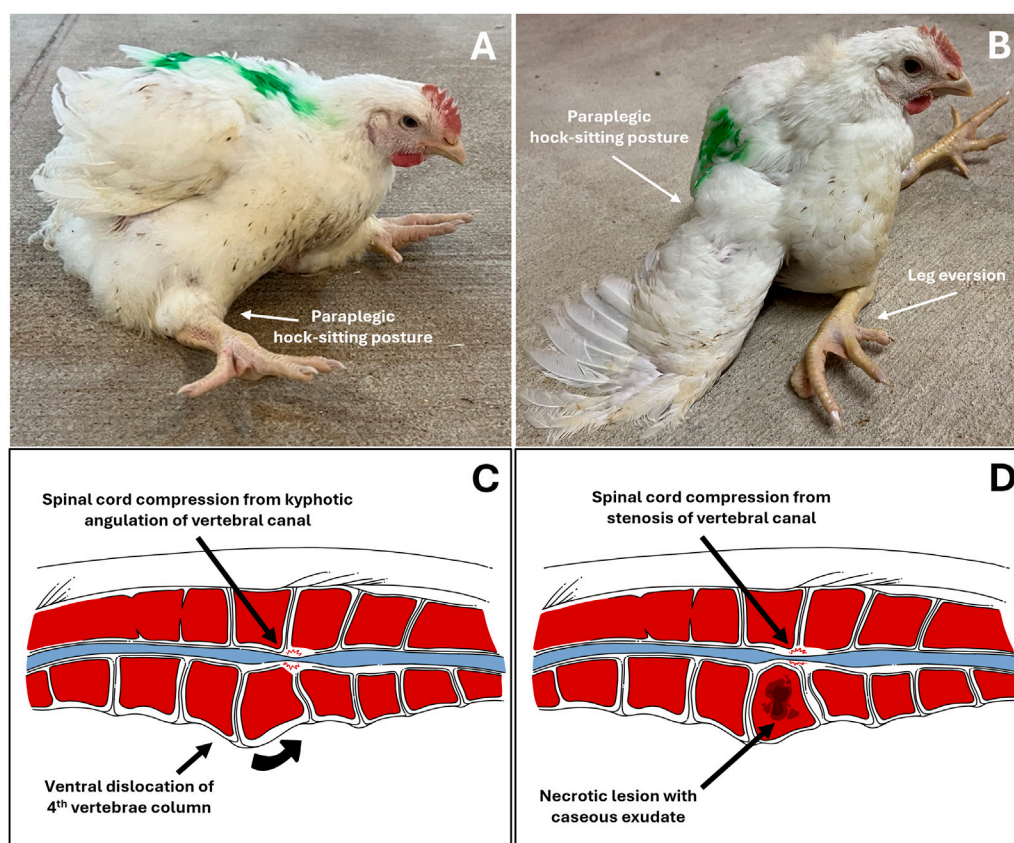 A
Paraplegic
hock-sitting posture
B
Paraplegic
hock-sitting posture
Leg eversion
C
Spinal cord compression from kyphotic
angulation of vertebral canal
Ventral dislocation of
4th vertebrae column
D
Spinal cord compression from
stenosis of vertebral canal
Necrotic lesion with
caseous exudate